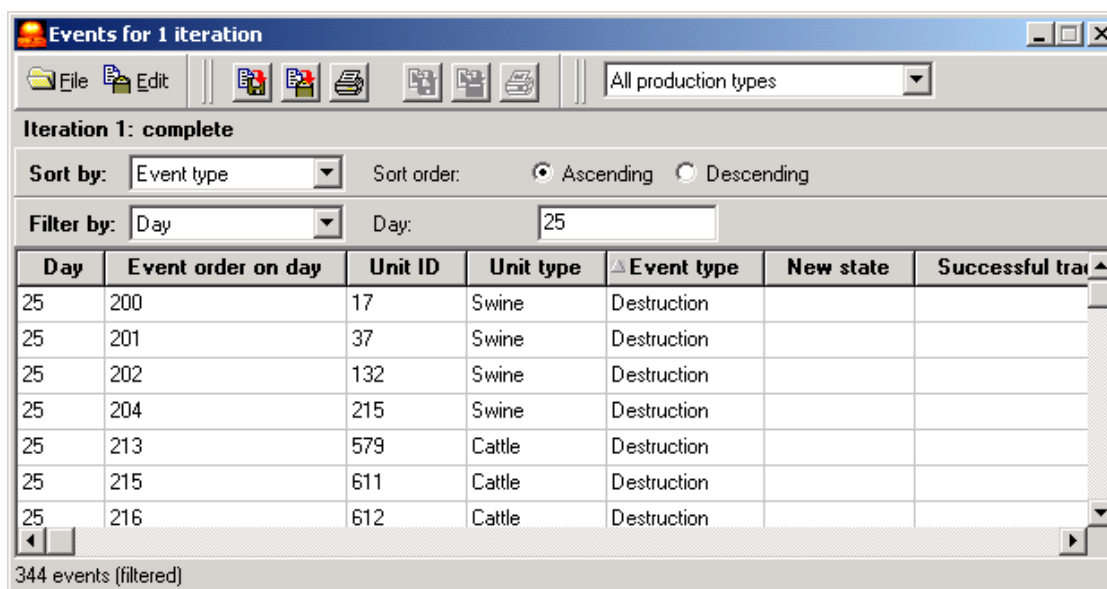 Events for 1 iteration
File Edit All production types
Iteration 1: complete
Sort by: Event type Sort order: Ascending Descending
Filter by: Day Day: 25
Day Event order on day Unit ID Unit type Event type New state Successful
25 200 17 Swine Destruction
25 201 37 Swine Destruction
25 202 132 Swine Destruction
25 204 215 Swine Destruction
25 213 579 Cattle Destruction
25 215 611 Cattle Destruction
25 216 612 Cattle Destruction
344 events (filtered)